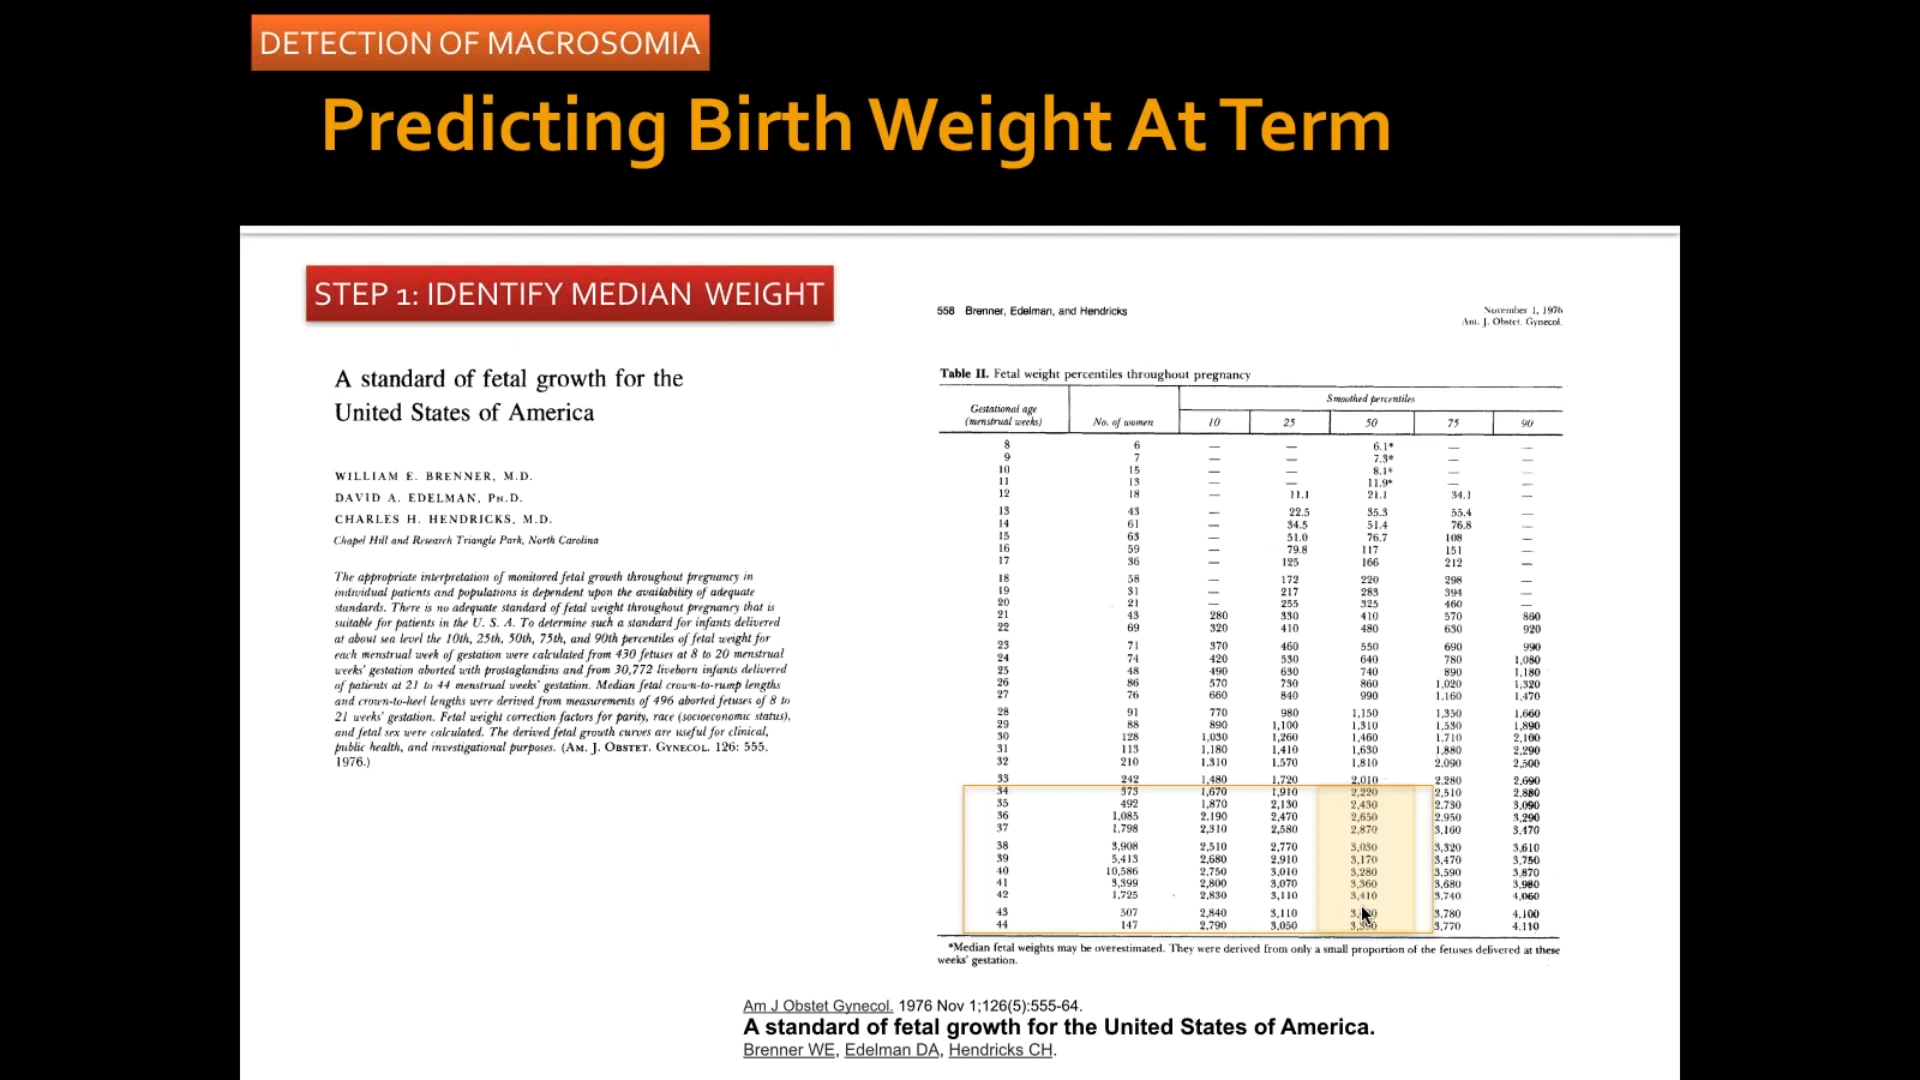 DETECTION OF MACROSOMIA
Predicting Birth Weight At Term
STEP 1: IDENTIFY MEDIAN WEIGHT
A standard of fetal growth for the
United States of America
WILLIAM E. BRENNER, M.D.
DAVID A. EDELMAN, PH.D.
CHARLES H. HENDRICKS, M.D.
Chapel Hill and Research Triangle Park, North Carolina
The appropriate interpretation of monitored fetal growth throughout pregnancy in
individual patients and populations is dependent upon the availability of adequate
standards. There is no adequate standard of fetal weight throughout pregnancy that is
suitable for patients in the U. S. A. To determine such a standard for infants delivered
at about sea level the 10th, 25th, 50th, 75th, and 90th percentiles of fetal weight for
each menstrual week of gestation were calculated from 430 fetuses at 8 to 20 menstrual
weeks' gestation aborted with prostaglandins and from 30,772 liveborn infants delivered
of patients at 21 to 44 menstrual weeks' gestation. Median fetal crown-to-rump lengths
and crown-to-heel lengths were derived from measurements of 496 aborted fetuses of 8 to
21 weeks' gestation. Fetal weight correction factors for parity, race (socioeconomic status),
and fetal sex were calculated. The derived fetal growth curves are useful for clinical,
public health, and investigational purposes. (AM. J. OBSTET. GYNECOL. 126: 555,
1976.)
558 Brenner, Edelman, and Hendricks
November 1, 1976
Am. J. Obstet. Gynecol.
Table II. Fetal weight percentiles throughout pregnancy
Smoothed percentiles
Gestational age
(menstrual weeks) No. of women 10 25 50 75 90
8 6 — — 6.1* — —
9 7 — — 7.3* — —
10 15 — — 8.1* — —
11 13 — — 11.9* — —
12 18 — 11.1 21.1 34.1 —
13 43 — 22.5 35.3 55.4 —
14 61 — 34.5 51.4 76.8 —
15 63 — 51.0 76.7 108 —
16 59 — 79.8 117 151 —
17 36 — 125 166 212 —
18 58 — 172 220 298 —
19 31 — 217 283 394 —
20 21 — 255 325 460 —
21 43 280 330 410 570 860
22 69 320 410 480 630 920
23 71 370 460 550 690 990
24 74 420 530 640 780 1,080
25 48 490 630 740 890 1,180
26 86 570 730 860 1,020 1,320
27 76 660 840 990 1,160 1,470
28 91 770 980 1,150 1,350 1,660
29 88 890 1,100 1,310 1,530 1,890
30 128 1,030 1,260 1,460 1,710 2,100
31 113 1,180 1,410 1,630 1,880 2,290
32 210 1,310 1,570 1,810 2,090 2,500
33 242 1,480 1,720 2,010 2,280 2,690
34 373 1,670 1,910 2,220 2,510 2,880
35 492 1,870 2,130 2,430 2,730 3,090
36 1,085 2,190 2,470 2,650 2,950 3,290
37 1,798 2,310 2,580 2,870 3,160 3,470
38 3,908 2,510 2,770 3,030 3,320 3,610
39 5,413 2,680 2,910 3,170 3,470 3,750
40 10,586 2,750 3,010 3,280 3,590 3,870
41 3,399 2,800 3,070 3,360 3,680 3,980
42 1,725 2,830 3,110 3,410 3,740 4,060
43 507 2,840 3,110 3,780 4,100
44 147 2,790 3,050 3,390 3,770 4,110
*Median fetal weights may be overestimated. They were derived from only a small proportion of the fetuses delivered at these
weeks' gestation.
Am J Obstet Gynecol. 1976 Nov 1;126(5):555-64.
A standard of fetal growth for the United States of America.
Brenner WE, Edelman DA, Hendricks CH.